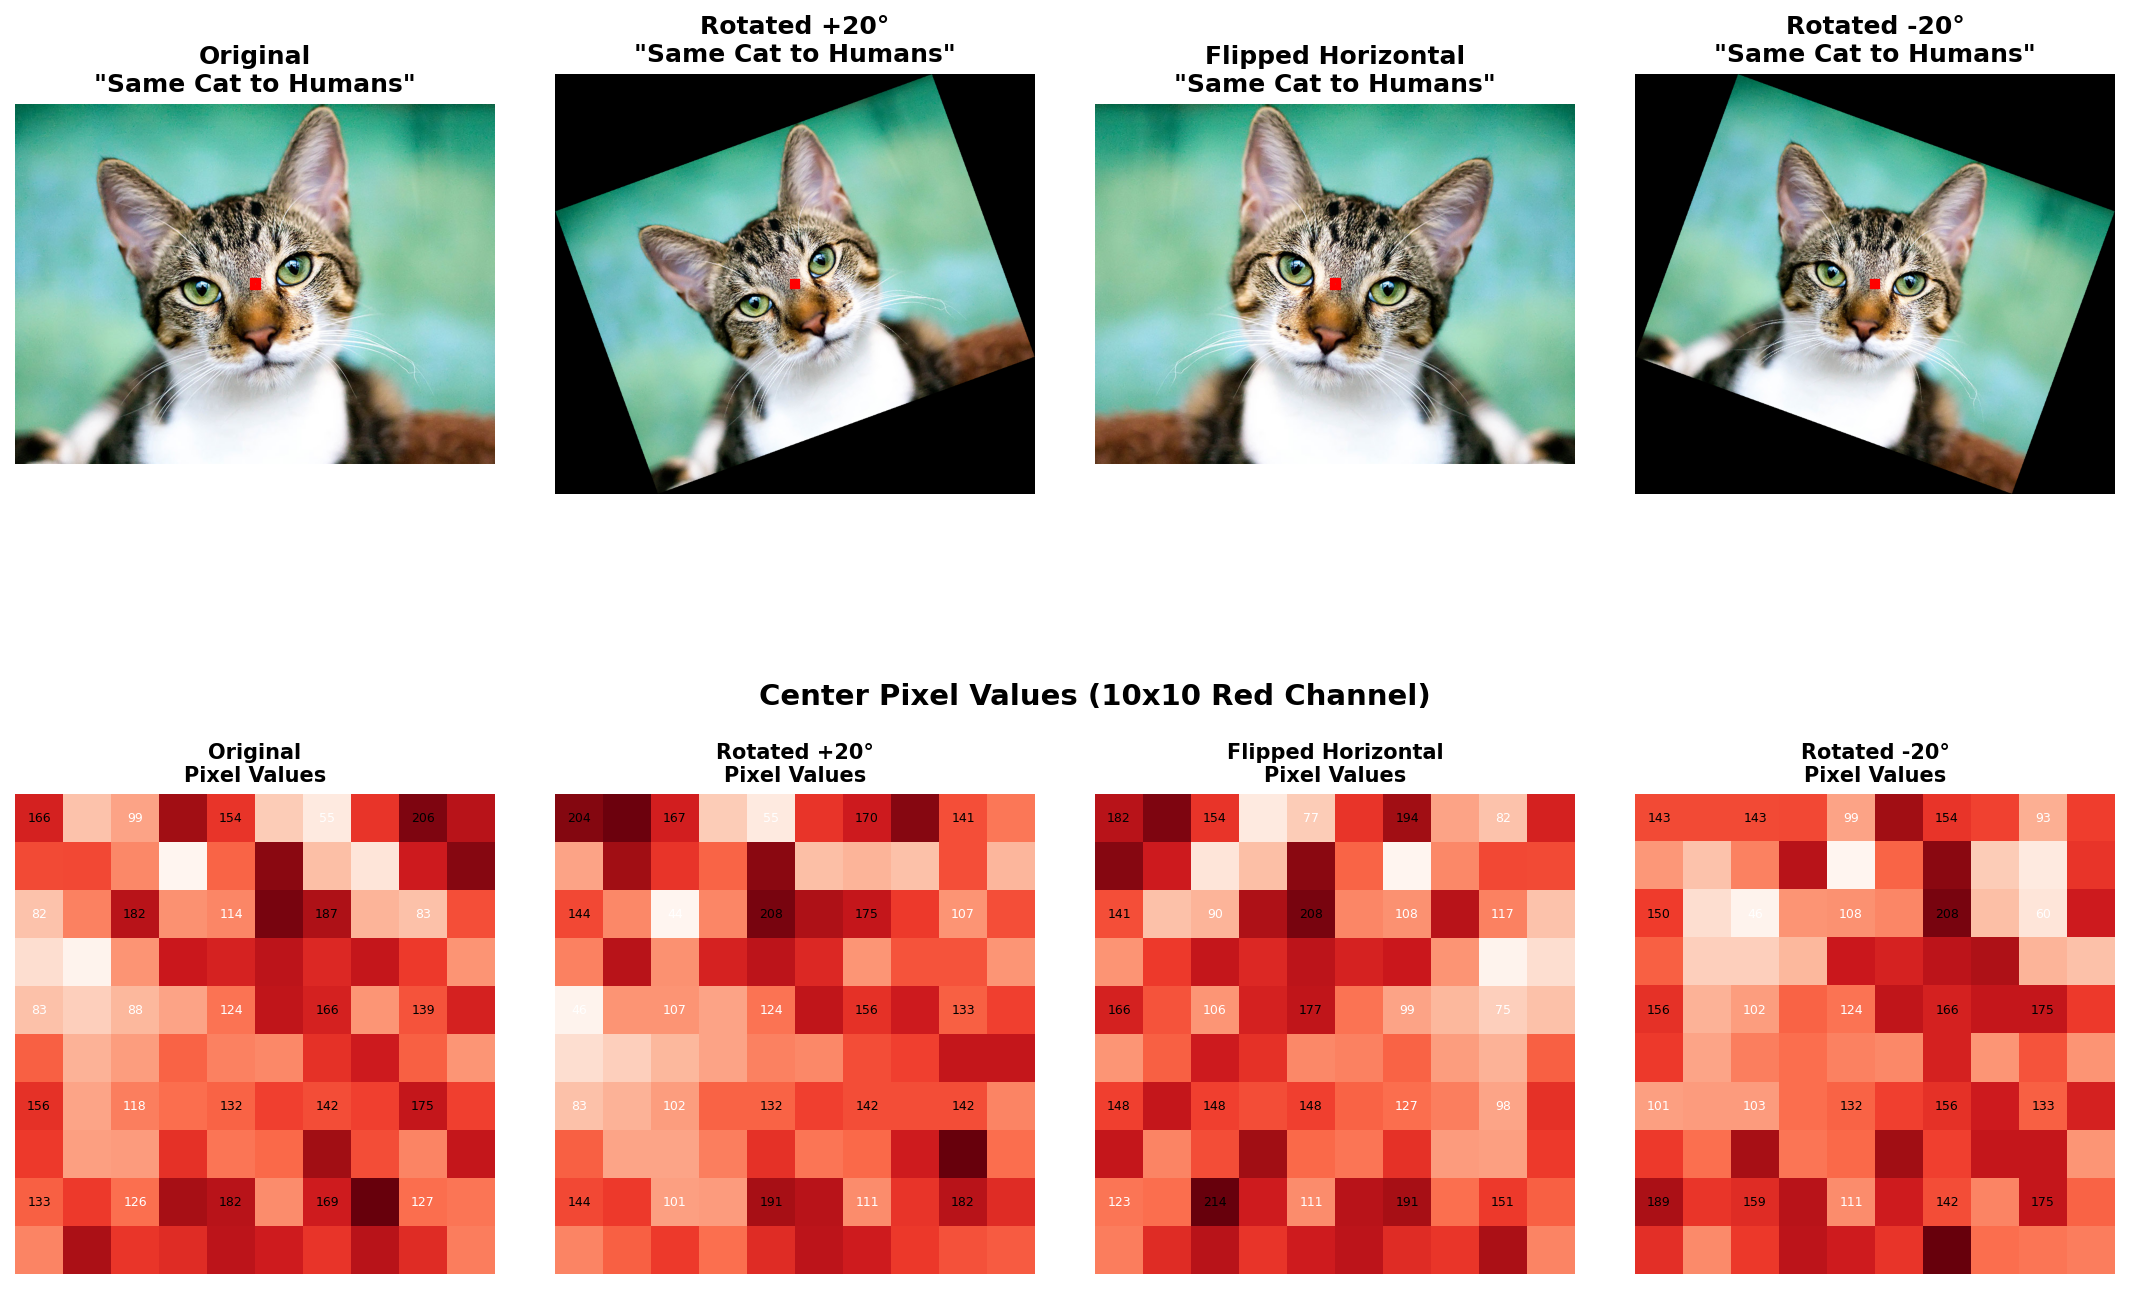 Original
"Same Cat to Humans"
Rotated +20°
"Same Cat to Humans"
Flipped Horizontal
"Same Cat to Humans"
Rotated -20°
"Same Cat to Humans"
Center Pixel Values (10x10 Red Channel)
Original
Pixel Values
166 99 154 55 206
82 182 114 187 83
83 88 124 166 139
156 118 132 142 175
133 126 182 169 127
Rotated +20°
Pixel Values
204 167 55 170 141
144 208 175 107
107 124 156 133
83 102 132 142 142
144 101 191 111 182
Flipped Horizontal
Pixel Values
182 154 77 194 82
141 90 208 108 117
166 106 177 99 75
148 148 148 127 98
123 214 111 191 151
Rotated -20°
Pixel Values
143 143 99 154 93
150 108 208 60
156 102 124 166 175
101 103 132 156 133
189 159 111 142 175